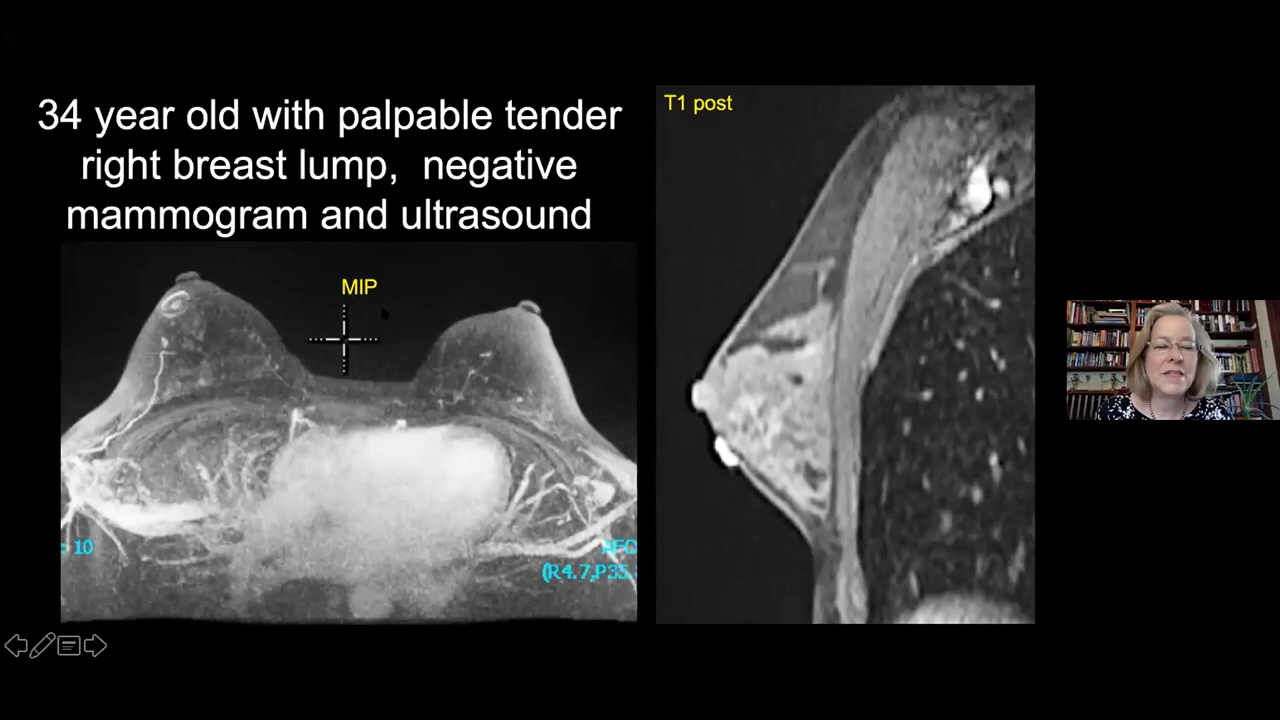 34 year old with palpable tender
right breast lump, negative
mammogram and ultrasound
MIP
T1 post
: 10
AFC
(R4.7,P35.